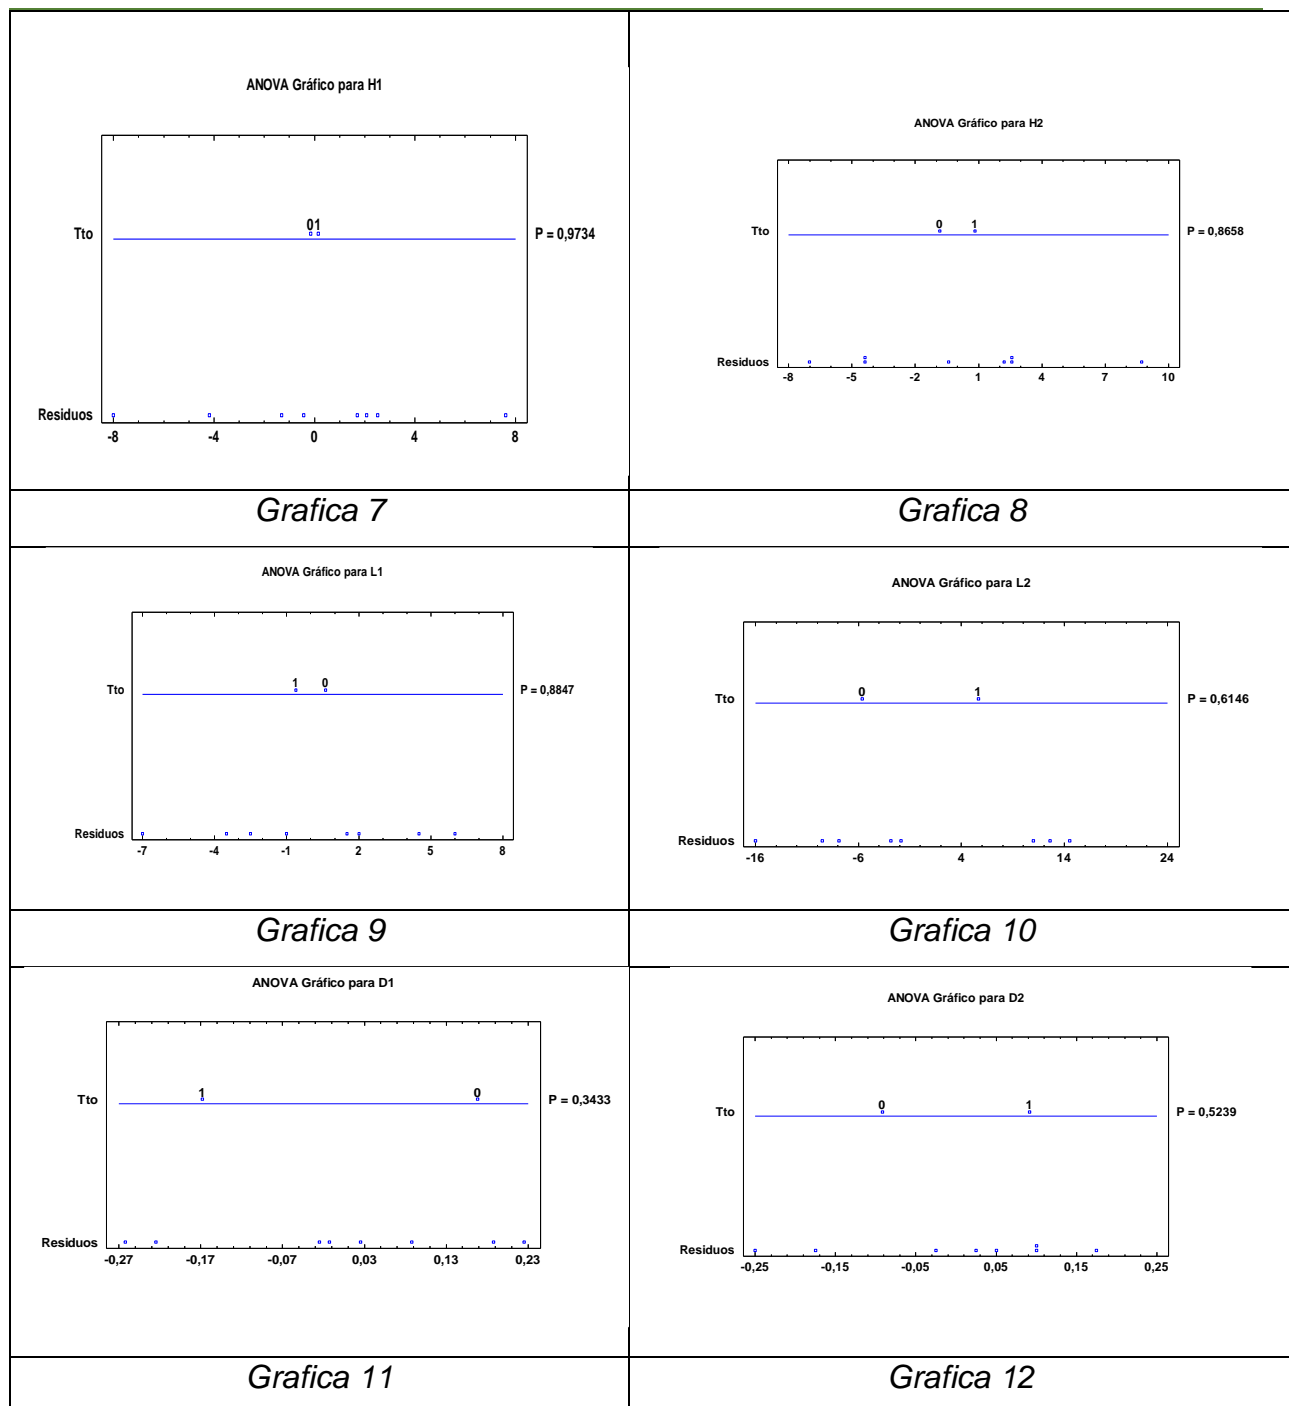 ANOVA Gráfico para H1
0 1
Tto
P = 0,9734
Residuos
-8 -4 0 4 8
Grafica 7
ANOVA Gráfico para H2
0 1
Tto
P = 0,8658
Residuos
-8 -5 -2 1 4 7 10
Grafica 8
ANOVA Gráfico para L1
1 0
Tto
P = 0,8847
Residuos
-7 -4 -1 2 5 8
Grafica 9
ANOVA Gráfico para L2
0 1
Tto
P = 0,6146
Residuos
-16 -6 4 14 24
Grafica 10
ANOVA Gráfico para D1
1 0
Tto
P = 0,3433
Residuos
-0,27 -0,17 -0,07 0,03 0,13 0,23
Grafica 11
ANOVA Gráfico para D2
0 1
Tto
P = 0,5239
Residuos
-0,25 -0,15 -0,05 0,05 0,15 0,25
Grafica 12